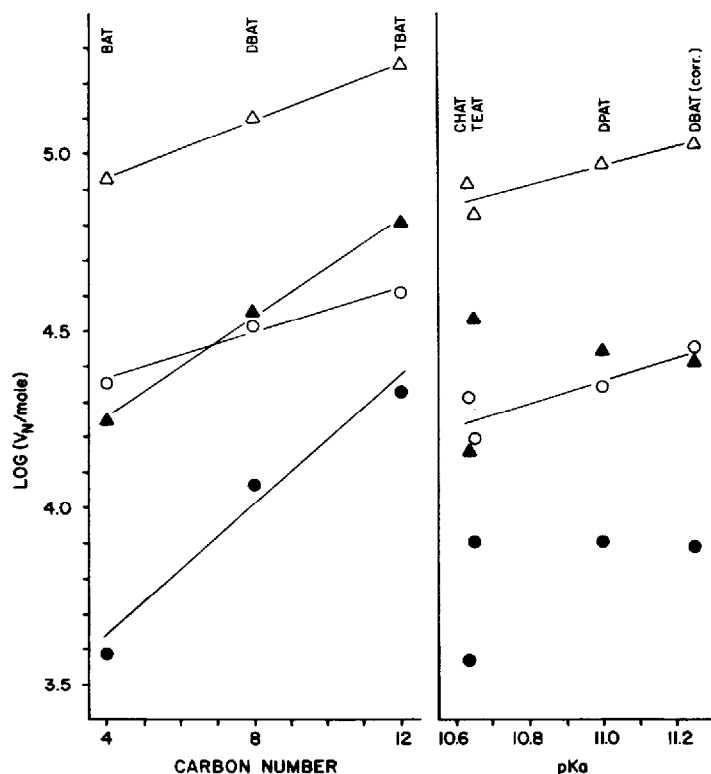 BAT
DBAT
TBAT
CHAT
TEAT
DPAT
DBAT (corr.)
LOG (VN/mole)
5.0
4.5
4.0
3.5
4
8
12
CARBON NUMBER
10.6
10.8
11.0
11.2
pKa